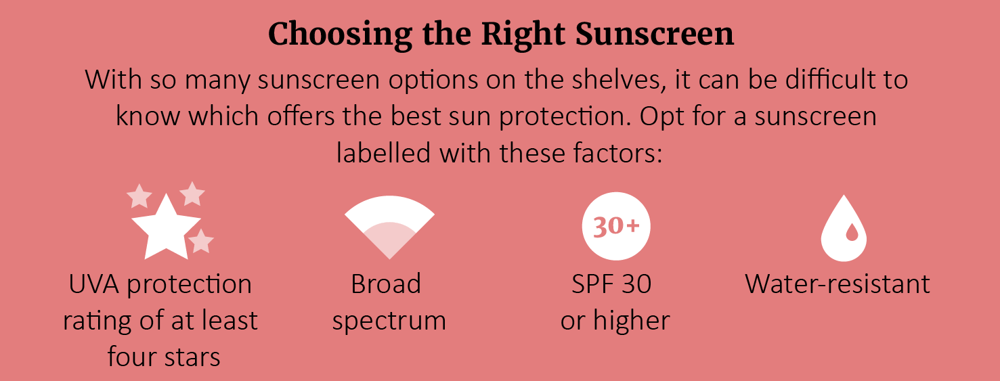 Choosing the Right Sunscreen
With so many sunscreen options on the shelves, it can be difficult to
know which offers the best sun protection. Opt for a sunscreen
labelled with these factors:
UVA protection
rating of at least
four stars
Broad
spectrum
30+
SPF 30
or higher
Water-resistant